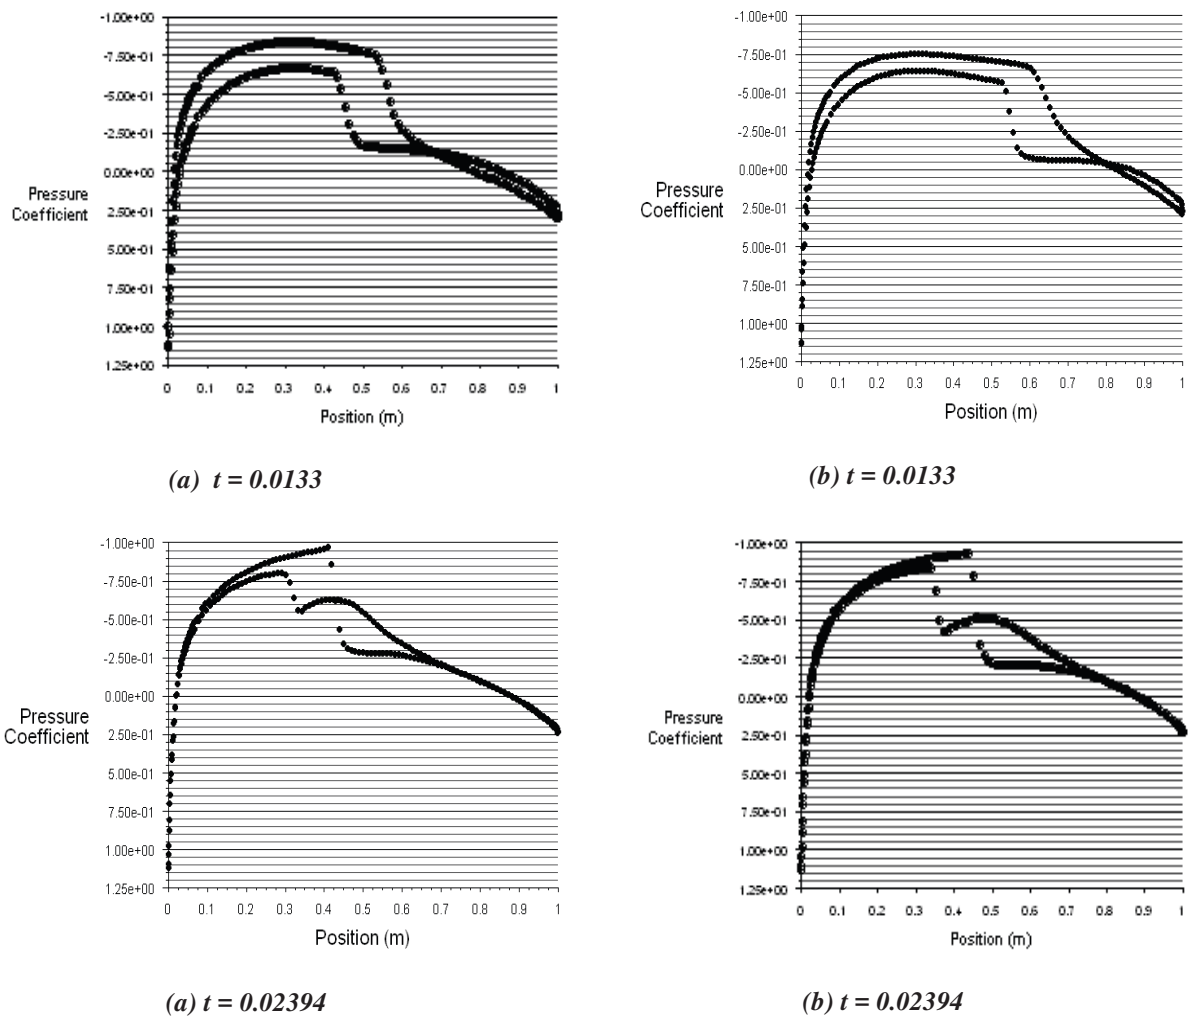 -1.00e+00
-7.50e-01
-5.00e-01
-2.50e-01
0.00e+00
Pressure
Coefficient
2.50e-01
5.00e-01
7.50e-01
1.00e+00
1.25e+00
0 0.1 0.2 0.3 0.4 0.5 0.6 0.7 0.8 0.9 1
Position (m)
(a) t = 0.0133
-1.00e+00
-7.50e-01
-5.00e-01
-2.50e-01
0.00e+00
Pressure
Coefficient
2.50e-01
5.00e-01
7.50e-01
1.00e+00
1.25e+00
0 0.1 0.2 0.3 0.4 0.5 0.6 0.7 0.8 0.9 1
Position (m)
(b) t = 0.0133
-1.00e+00
-7.50e-01
-5.00e-01
-2.50e-01
0.00e+00
Pressure
Coefficient
2.50e-01
5.00e-01
7.50e-01
1.00e+00
1.25e+00
0 0.1 0.2 0.3 0.4 0.5 0.6 0.7 0.8 0.9 1
Position (m)
(a) t = 0.02394
-1.00e+00
-7.50e-01
-5.00e-01
-2.50e-01
0.00e+00
Pressure
Coefficient
2.50e-01
5.00e-01
7.50e-01
1.00e+00
1.25e+00
0 0.1 0.2 0.3 0.4 0.5 0.6 0.7 0.8 0.9 1
Position (m)
(b) t = 0.02394